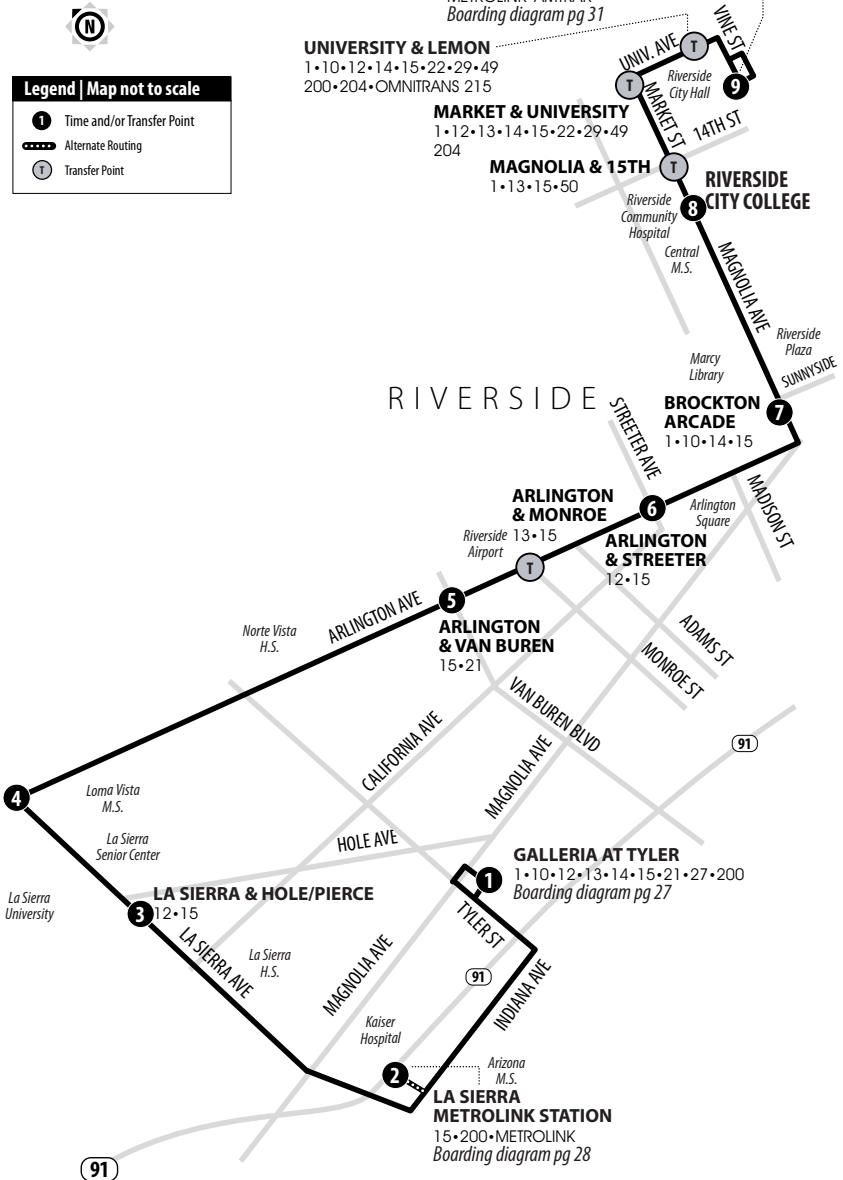 METROLINK•AMTRAK
Boarding diagram pg 31
N
UNIVERSITY & LEMON
1•10•12•14•15•22•29•49
200•204•OMNITRANS 215
UNIV. AVE
T
VINE ST
Riverside
City Hall
9
Legend | Map not to scale
1 Time and/or Transfer Point
Alternate Routing
T Transfer Point
T
MARKET & UNIVERSITY
1•12•13•14•15•22•29•49
204
MARKET ST
14TH ST
MAGNOLIA & 15TH
1•13•15•50
T
RIVERSIDE
CITY COLLEGE
8
Riverside
Community
Hospital
Central
M.S.
MAGNOLIA AVE
Riverside
Plaza
Marcy
Library
SUNNYSIDE
RIVERSIDE
STREETER AVE
BROCKTON
ARCADE
1•10•14•15
7
MADISON ST
6
Arlington
Square
ARLINGTON
& MONROE
13•15
Riverside
Airport
T
ARLINGTON
& STREETER
12•15
5
ARLINGTON AVE
ARLINGTON
& VAN BUREN
15•21
Norte Vista
H.S.
ADAMS ST
MONROE ST
VAN BUREN BLVD
CALIFORNIA AVE
MAGNOLIA AVE
91
4
Loma Vista
M.S.
La Sierra
Senior Center
HOLE AVE
La Sierra
University
GALLERIA AT TYLER
1•10•12•13•14•15•21•27•200
Boarding diagram pg 27
1
TYLER ST
3
LA SIERRA & HOLE/PIERCE
12•15
LA SIERRA AVE
La Sierra
H.S.
MAGNOLIA AVE
91
INDIANA AVE
Kaiser
Hospital
2
Arizona
M.S.
LA SIERRA
METROLINK STATION
15•200•METROLINK
Boarding diagram pg 28
91